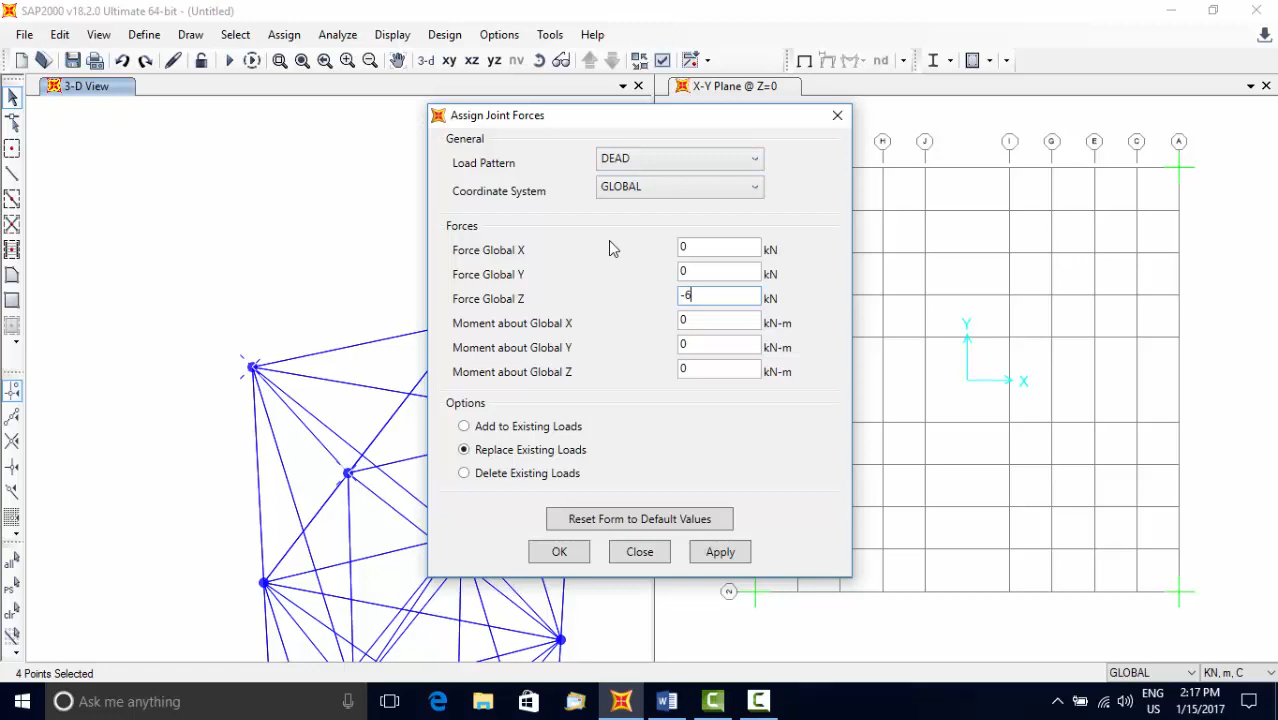 SAP2000 v18.2.0 Ultimate 64-bit - (Untitled)
File Edit View Define Draw Select Assign Analyze Display Design Options Tools Help
3-d xy xz yz nv nd
3-D View
X-Y Plane @ Z=0
Assign Joint Forces
General
Load Pattern DEAD
Coordinate System GLOBAL
Forces
Force Global X 0 kN
Force Global Y 0 kN
Force Global Z -6 kN
Moment about Global X 0 kN-m
Moment about Global Y 0 kN-m
Moment about Global Z 0 kN-m
Options
Add to Existing Loads
Replace Existing Loads
Delete Existing Loads
Reset Form to Default Values
OK Close Apply
H J I G E C A
Y
X
2
all
PS
clr
4 Points Selected
GLOBAL KN, m, C
Ask me anything
ENG
US
2:17 PM
1/15/2017